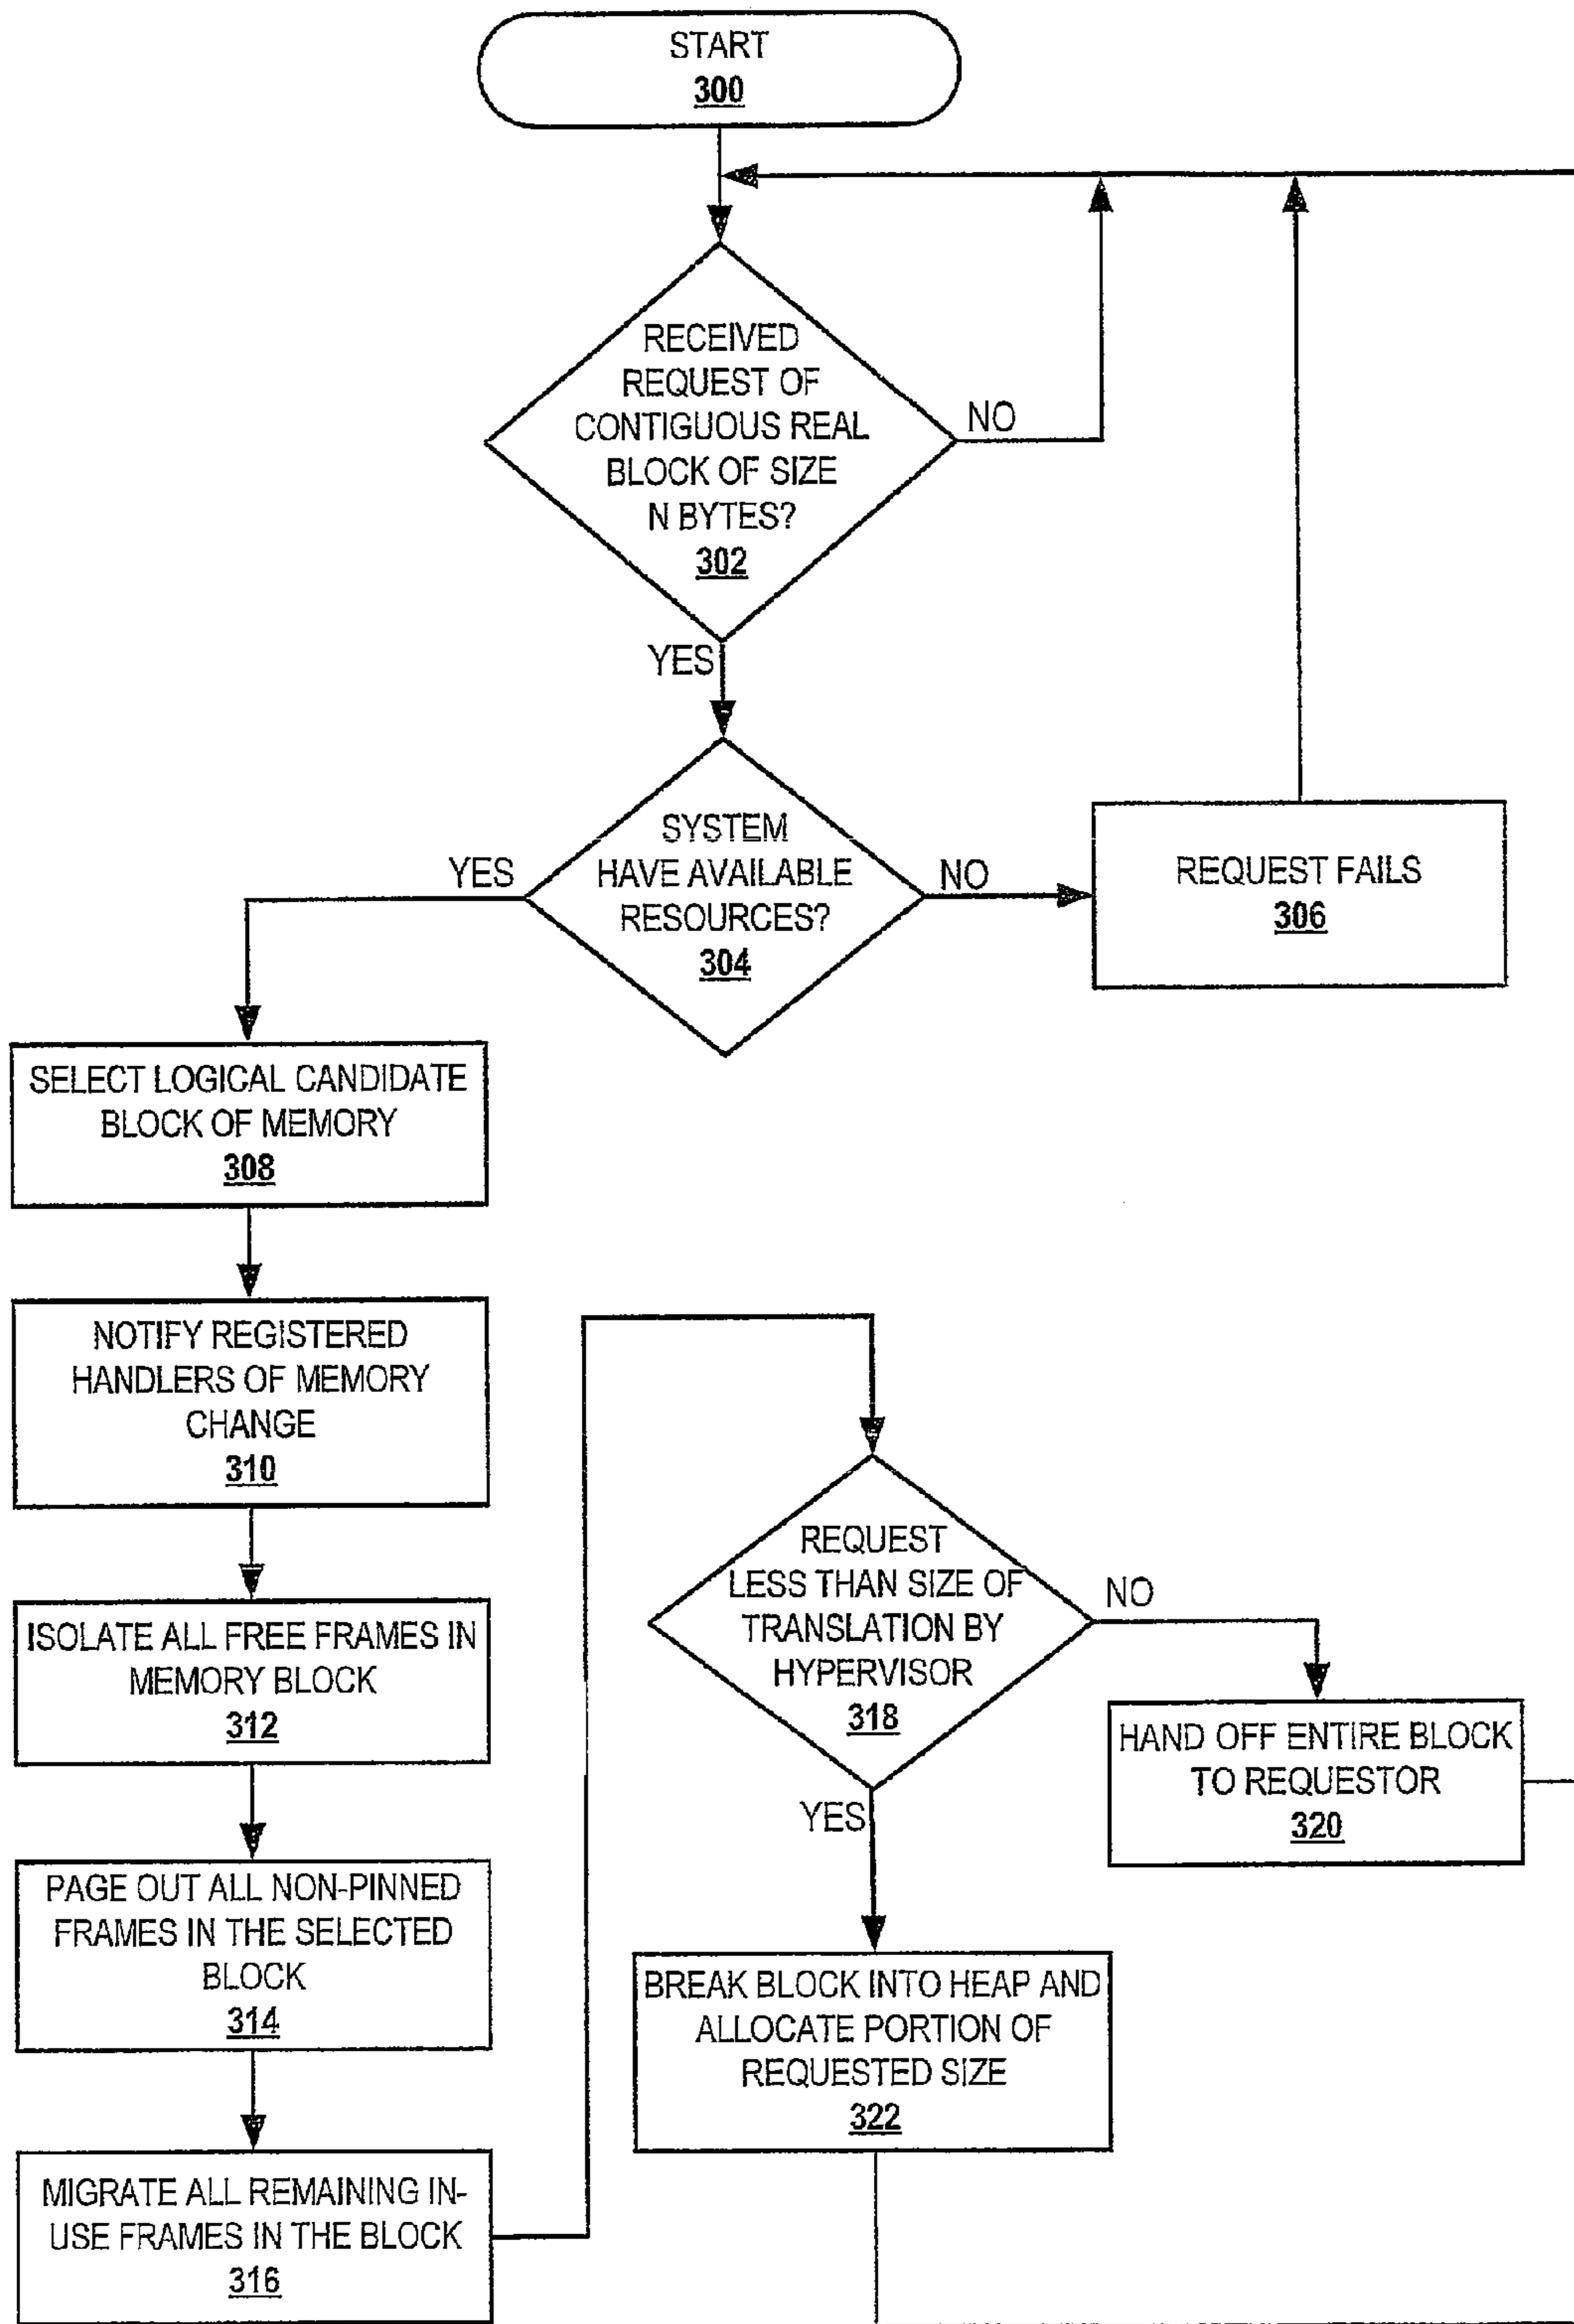 START
300
RECEIVED
REQUEST OF
CONTIGUOUS REAL
BLOCK OF SIZE
N BYTES?
302
NO
YES
SYSTEM
HAVE AVAILABLE
RESOURCES?
304
YES
NO
REQUEST FAILS
306
SELECT LOGICAL CANDIDATE
BLOCK OF MEMORY
308
NOTIFY REGISTERED
HANDLERS OF MEMORY
CHANGE
310
ISOLATE ALL FREE FRAMES IN
MEMORY BLOCK
312
PAGE OUT ALL NON-PINNED
FRAMES IN THE SELECTED
BLOCK
314
MIGRATE ALL REMAINING IN-
USE FRAMES IN THE BLOCK
316
REQUEST
LESS THAN SIZE OF
TRANSLATION BY
HYPERVISOR
318
NO
YES
HAND OFF ENTIRE BLOCK
TO REQUESTOR
320
BREAK BLOCK INTO HEAP AND
ALLOCATE PORTION OF
REQUESTED SIZE
322